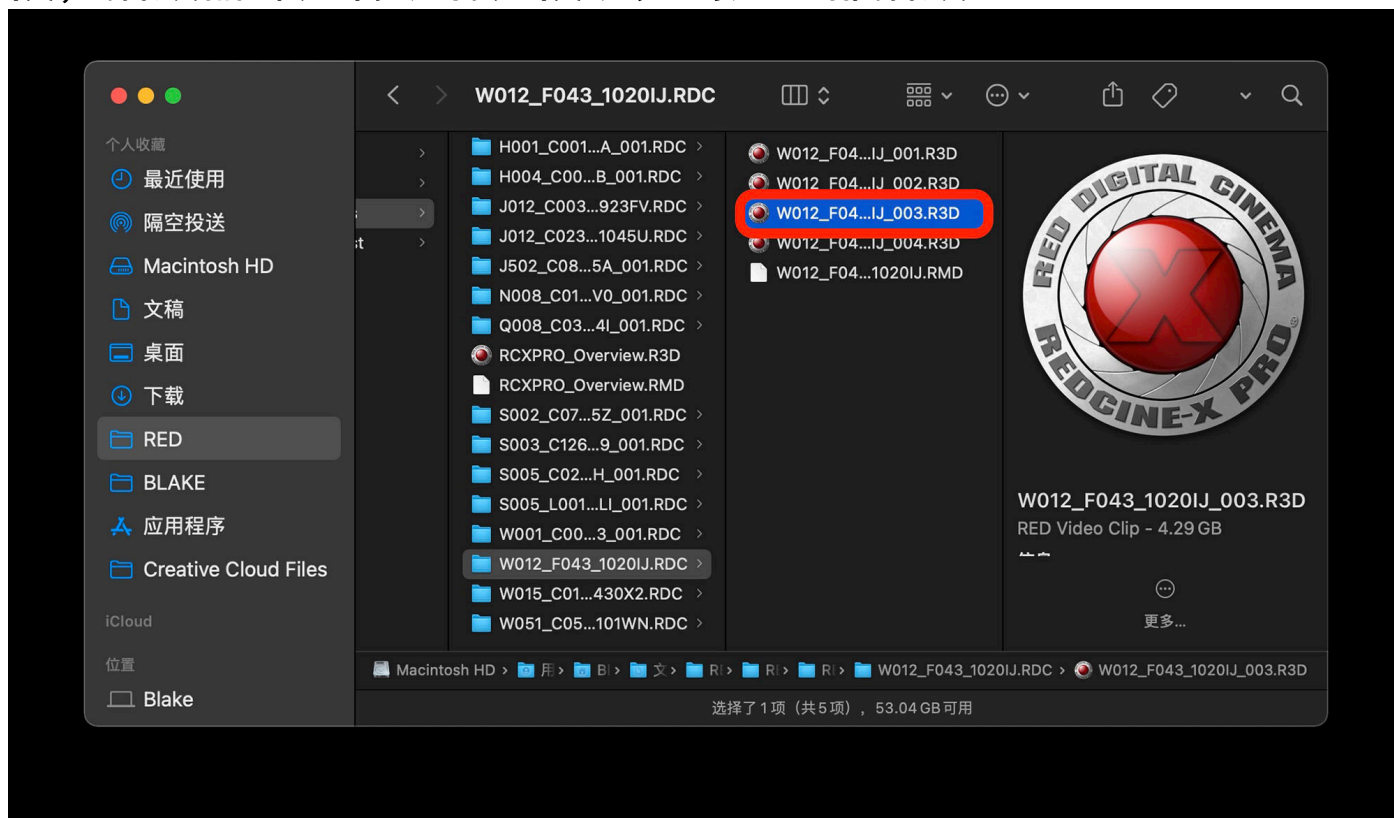 W012_F043_1020IJ.RDC
个人收藏
最近使用
隔空投送
Macintosh HD
文稿
桌面
下载
RED
BLAKE
应用程序
Creative Cloud Files
iCloud
位置
Blake
st
H001_C001...A_001.RDC
H004_C00...B_001.RDC
J012_C003...923FV.RDC
J012_C023...1045U.RDC
J502_C08...5A_001.RDC
N008_C01...V0_001.RDC
Q008_C03...4I_001.RDC
RCXPRO_Overview.R3D
RCXPRO_Overview.RMD
S002_C07...5Z_001.RDC
S003_C126...9_001.RDC
S005_C02...H_001.RDC
S005_L001...LI_001.RDC
W001_C00...3_001.RDC
W012_F043_1020IJ.RDC
W015_C01...430X2.RDC
W051_C05...101WN.RDC
W012_F04...IJ_001.R3D
W012_F04...IJ_002.R3D
W012_F04...IJ_003.R3D
W012_F04...IJ_004.R3D
W012_F04...1020IJ.RMD
RED DIGITAL CINEMA
X
REDCINE-X PRO
W012_F043_1020IJ_003.R3D
RED Video Clip - 4.29 GB
更多...
Macintosh HD > 用 > Bl > 文 > RE > RE > RE > W012_F043_1020IJ.RDC > W012_F043_1020IJ_003.R3D
选择了1项（共5项），53.04 GB可用